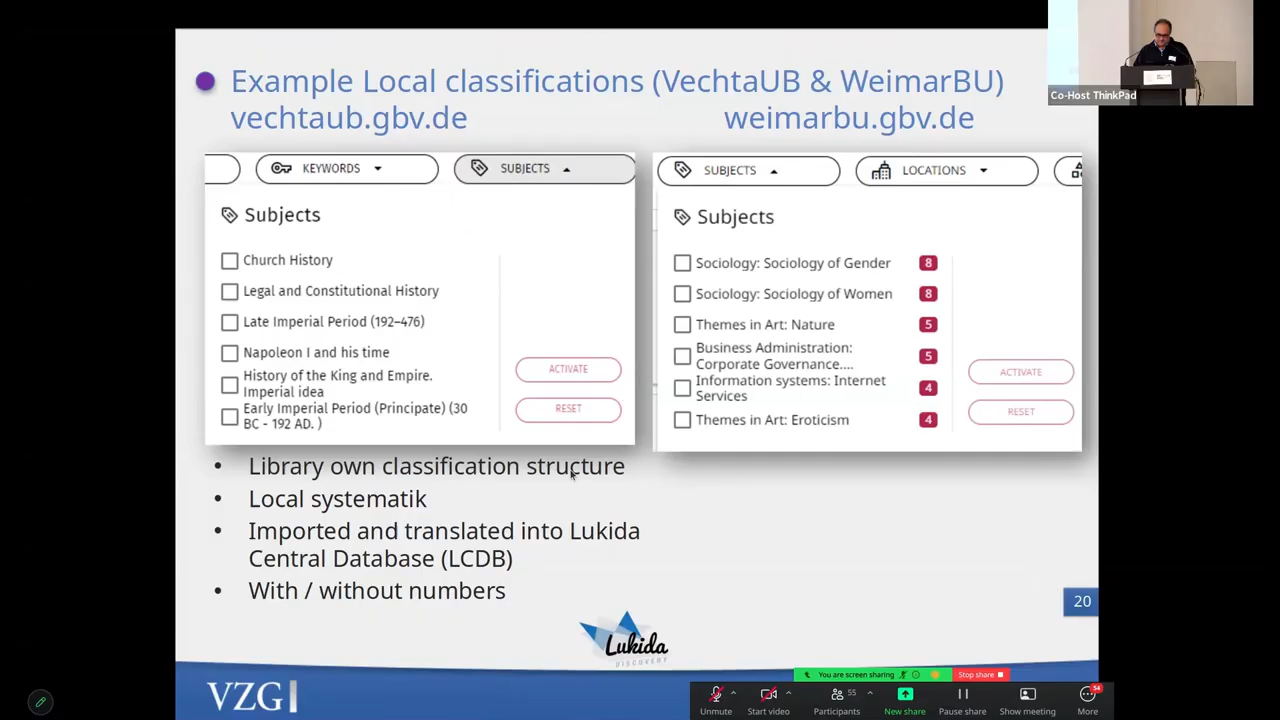 Example Local classifications (VechtaUB & WeimarBU)
vechtaub.gbv.de weimarbu.gbv.de
Co-Host ThinkPad
KEYWORDS SUBJECTS
Subjects
Church History
Legal and Constitutional History
Late Imperial Period (192–476)
Napoleon I and his time
History of the King and Empire.
Imperial idea
Early Imperial Period (Principate) (30
BC - 192 AD. )
ACTIVATE
RESET
SUBJECTS LOCATIONS
Subjects
Sociology: Sociology of Gender 8
Sociology: Sociology of Women 8
Themes in Art: Nature 5
Business Administration:
Corporate Governance.... 5
Information systems: Internet
Services 4
Themes in Art: Eroticism 4
ACTIVATE
RESET
• Library own classification structure
• Local systematik
• Imported and translated into Lukida
Central Database (LCDB)
• With / without numbers
20
Lukida
DISCOVERY
VZG
You are screen sharing Stop share
55 54
Unmute Start video Participants New share Pause share Show meeting More